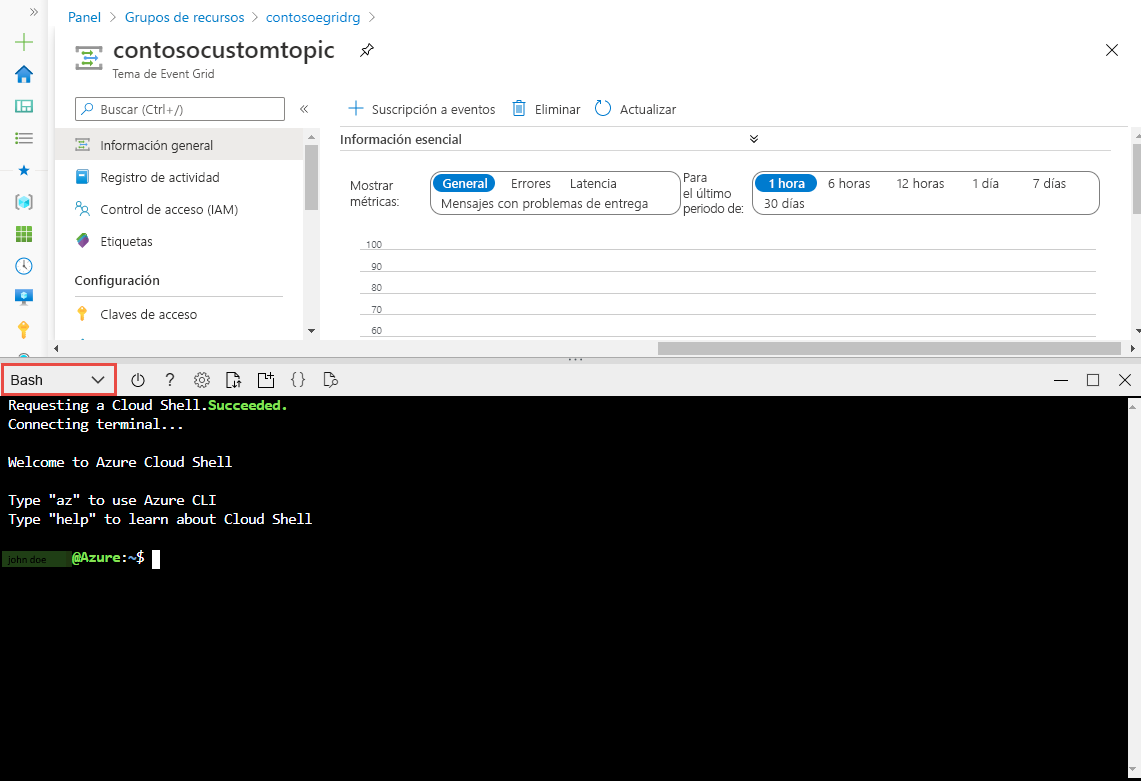 Panel > Grupos de recursos > contosoegridrg >
contosocustomtopic
Tema de Event Grid
Buscar (Ctrl+/)
Información general
Registro de actividad
Control de acceso (IAM)
Etiquetas
Configuración
Claves de acceso
Suscripción a eventos Eliminar Actualizar
Información esencial
Mostrar
métricas:
General Errores Latencia
Mensajes con problemas de entrega
Para
el último
periodo de:
1 hora 6 horas 12 horas 1 día 7 días
30 días
100
90
80
70
60
Bash
Requesting a Cloud Shell.Succeeded.
Connecting terminal...
Welcome to Azure Cloud Shell
Type "az" to use Azure CLI
Type "help" to learn about Cloud Shell
john doe@Azure:~$